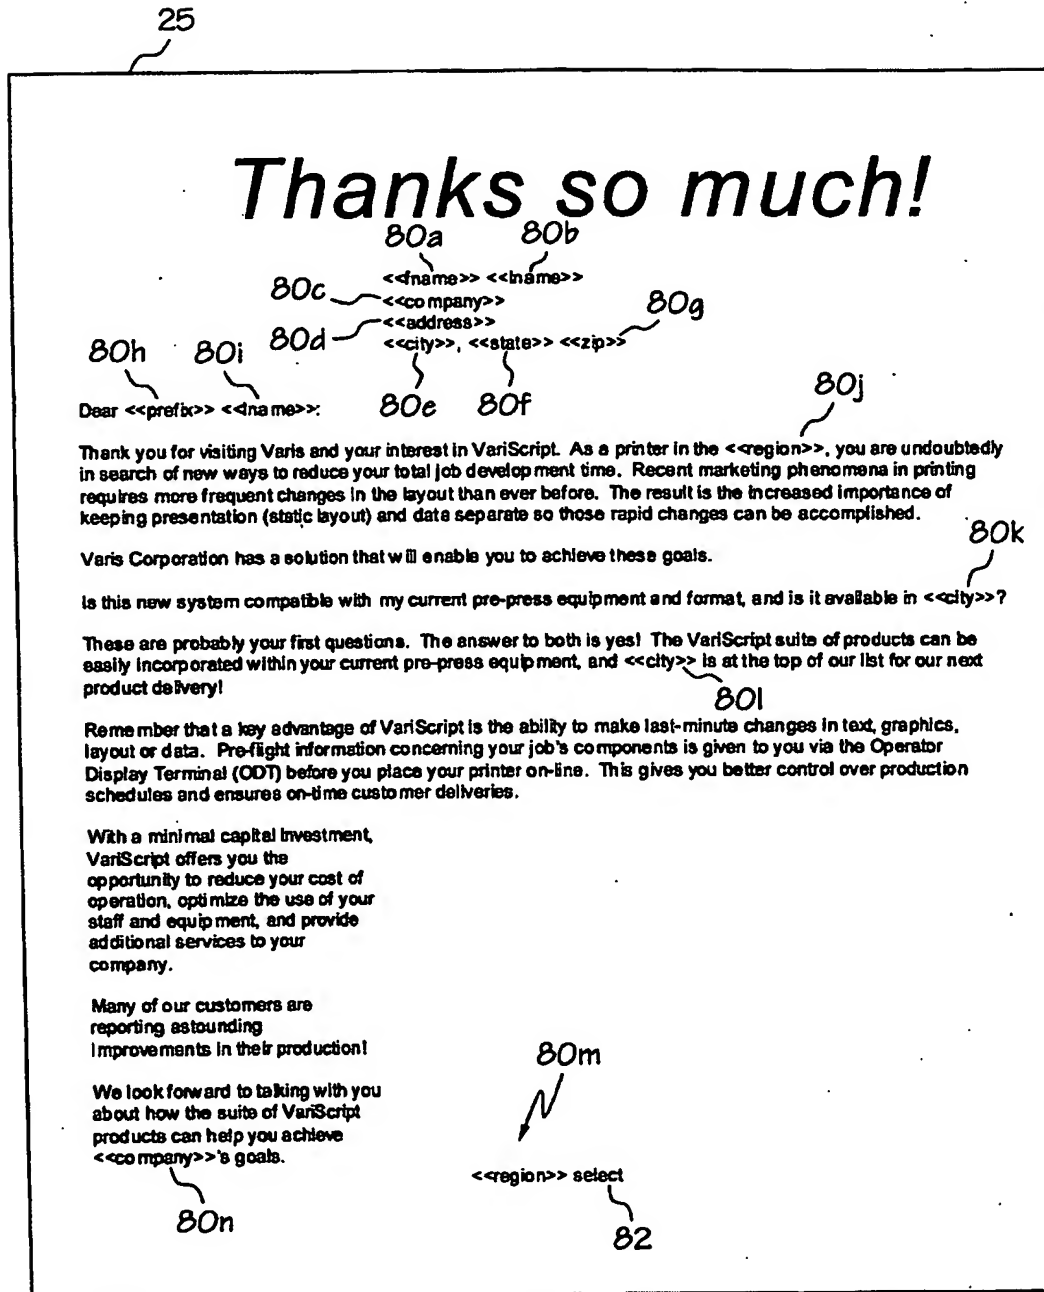 25
Thanks so much!
80a 80b
<<fname>> <<lname>>
80c
<<company>>
80g
<<address>>
80d
<<city>>, <<state>> <<zip>>
80h 80i
80e 80f
80j
Dear <<prefix>> <<lname>>:
Thank you for visiting Varis and your interest in VariScript. As a printer in the <<region>>, you are undoubtedly
in search of new ways to reduce your total job development time. Recent marketing phenomena in printing
requires more frequent changes in the layout than ever before. The result is the increased importance of
keeping presentation (static layout) and data separate so those rapid changes can be accomplished.
80k
Varis Corporation has a solution that will enable you to achieve these goals.
Is this new system compatible with my current pre-press equipment and format, and is it available in <<city>>?
These are probably your first questions. The answer to both is yes! The VariScript suite of products can be
easily incorporated within your current pre-press equipment, and <<city>> is at the top of our list for our next
product delivery!
80l
Remember that a key advantage of VariScript is the ability to make last-minute changes in text, graphics,
layout or data. Pre-flight information concerning your job's components is given to you via the Operator
Display Terminal (ODT) before you place your printer on-line. This gives you better control over production
schedules and ensures on-time customer deliveries.
With a minimal capital investment,
VariScript offers you the
opportunity to reduce your cost of
operation, optimize the use of your
staff and equipment, and provide
additional services to your
company.
Many of our customers are
reporting astounding
improvements in their production!
80m
We look forward to talking with you
about how the suite of VariScript
products can help you achieve
<<company>>'s goals.
<<region>> select
80n
82